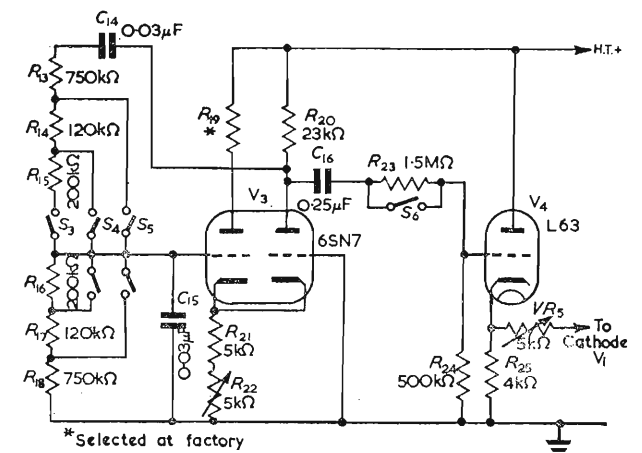 C14
0·03μF
H.T.+
R13
750kΩ
R14
120kΩ
R15
200kΩ
S3
S4
S5
R16
200kΩ
R17
120kΩ
R18
750kΩ
C15
0·03μF
R19
*
R20
23kΩ
C16
0·25μF
R23
1·5MΩ
S6
V3
6SN7
V4
L63
R21
5kΩ
R22
5kΩ
R24
500kΩ
R25
4kΩ
VR5
5kΩ
To
Cathode
V1
*Selected at factory